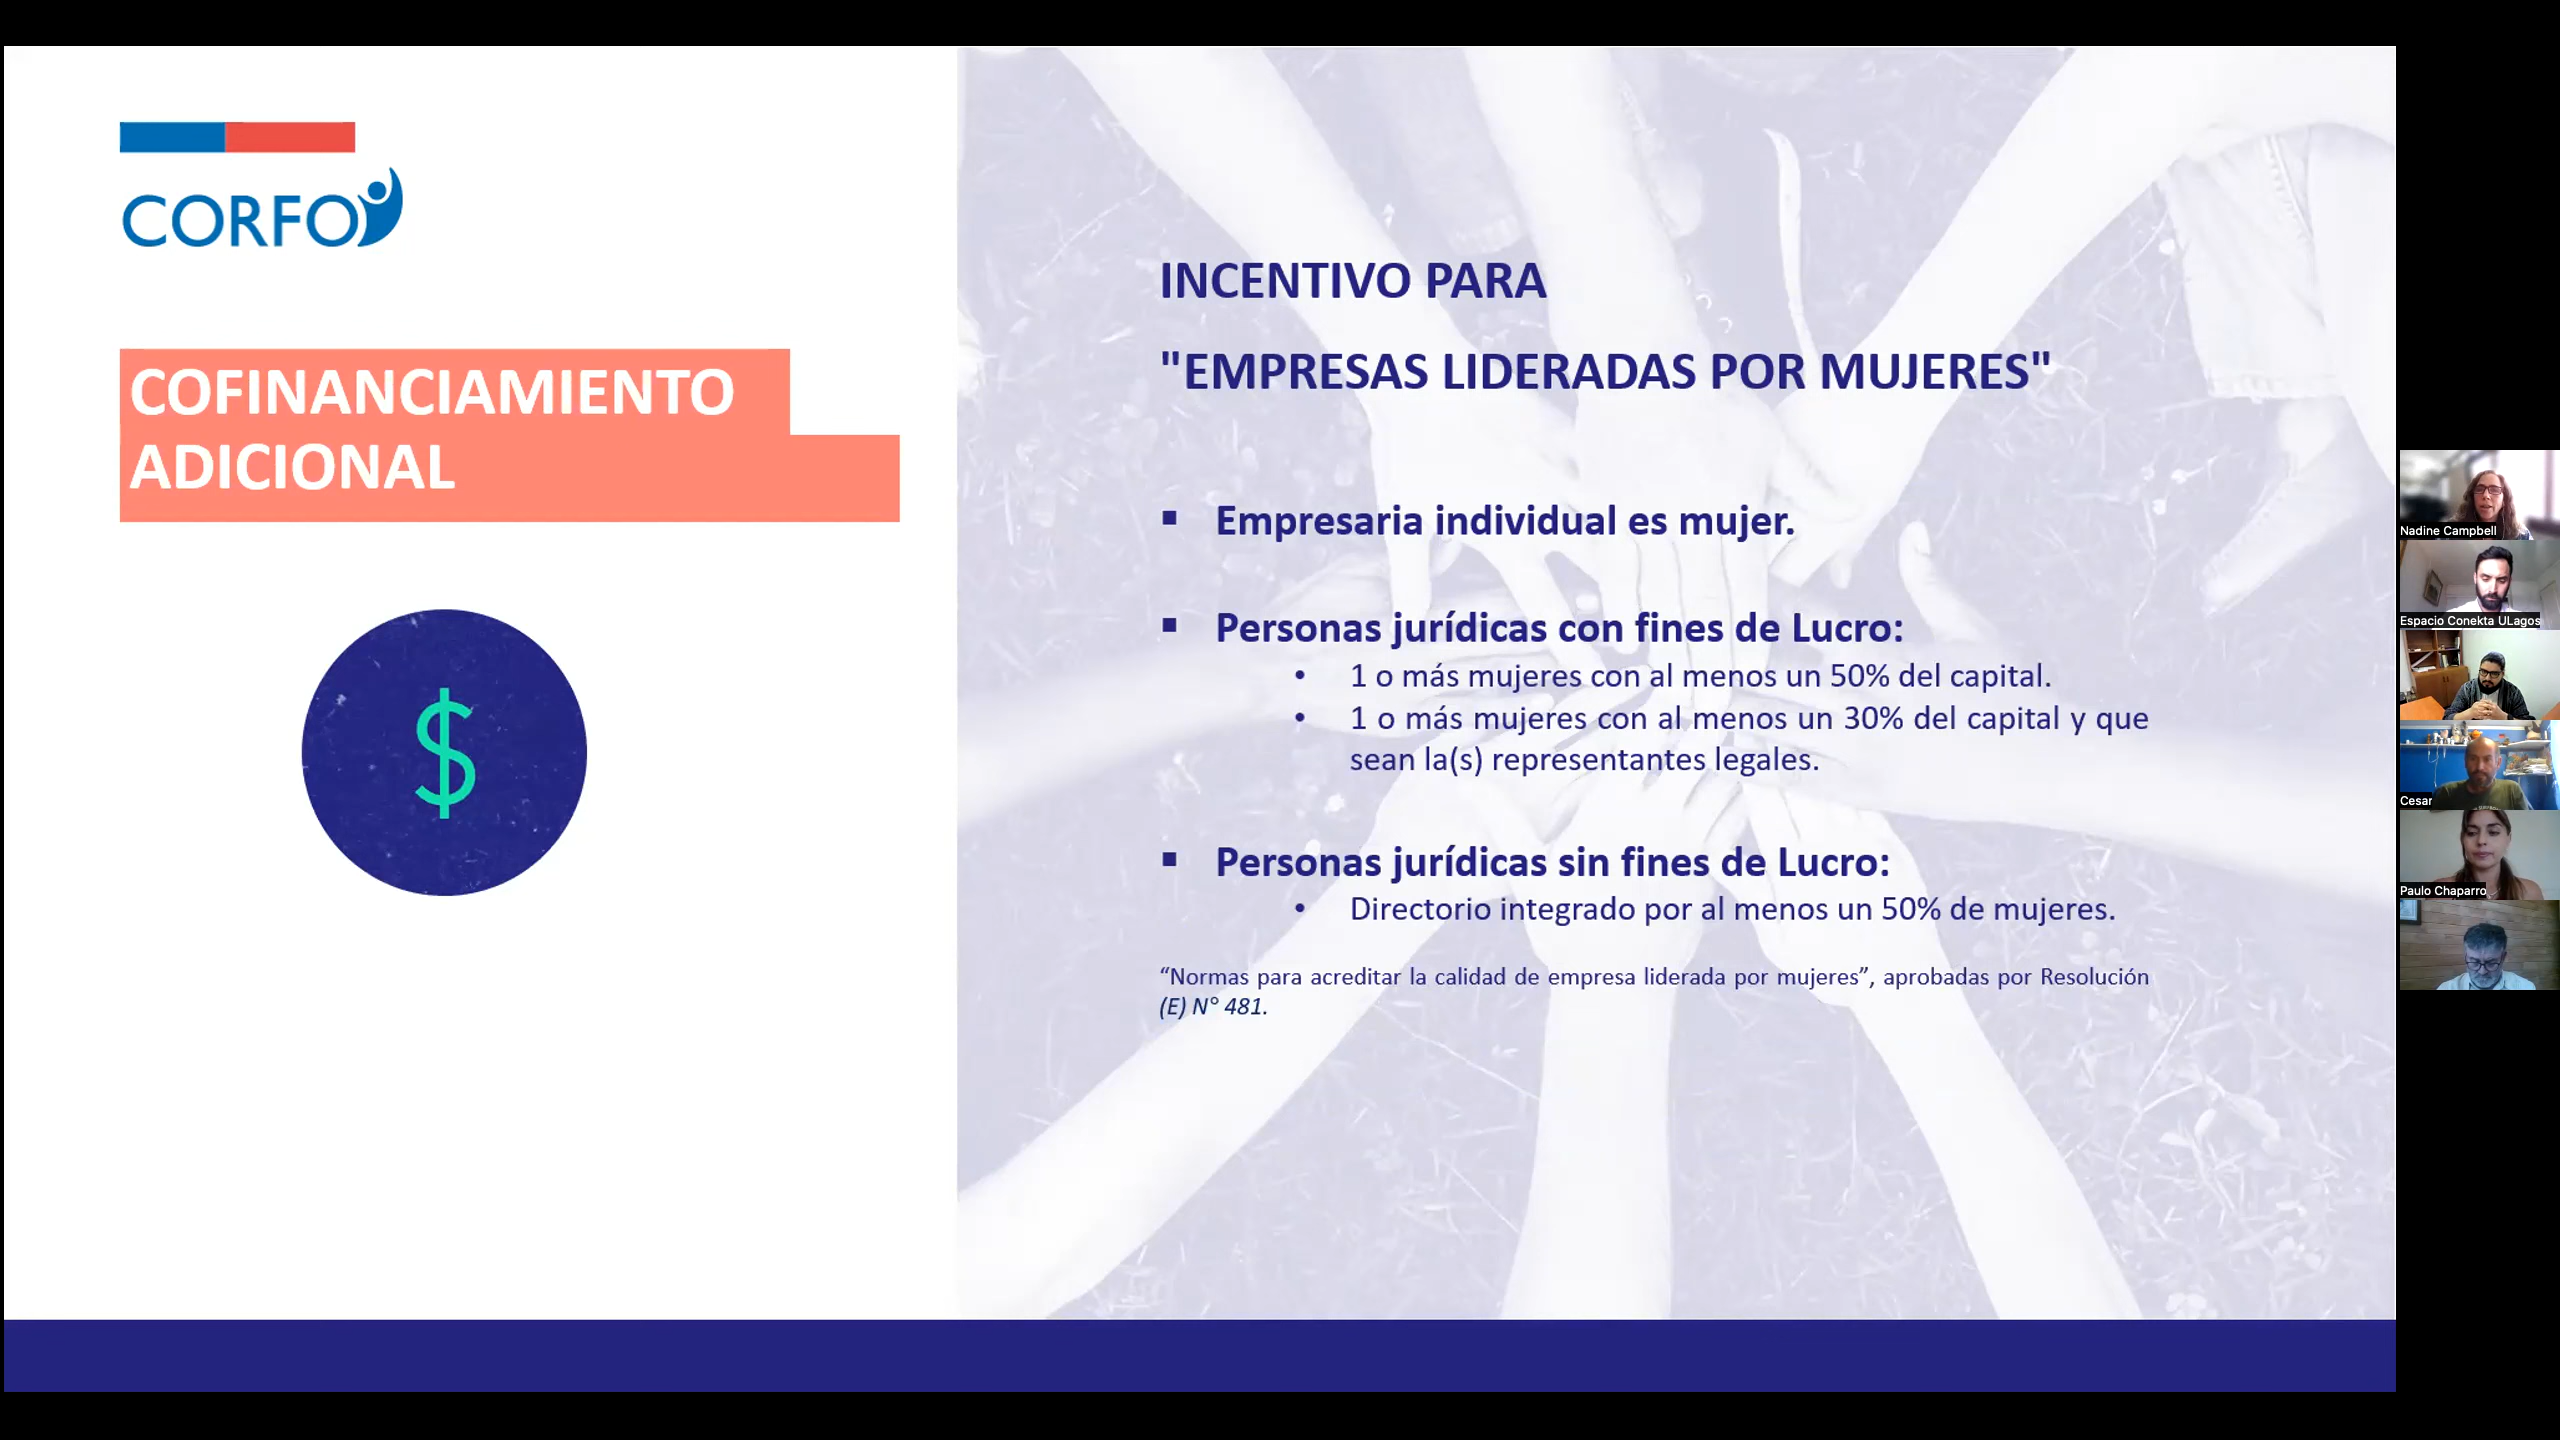 CORFO
COFINANCIAMIENTO
ADICIONAL
$
INCENTIVO PARA
"EMPRESAS LIDERADAS POR MUJERES"
▪ Empresaria individual es mujer.
▪ Personas jurídicas con fines de Lucro:
• 1 o más mujeres con al menos un 50% del capital.
• 1 o más mujeres con al menos un 30% del capital y que
sean la(s) representantes legales.
▪ Personas jurídicas sin fines de Lucro:
• Directorio integrado por al menos un 50% de mujeres.
“Normas para acreditar la calidad de empresa liderada por mujeres”, aprobadas por Resolución
(E) N° 481.
Nadine Campbell
Espacio Conekta ULagos
Cesar
Paulo Chaparro